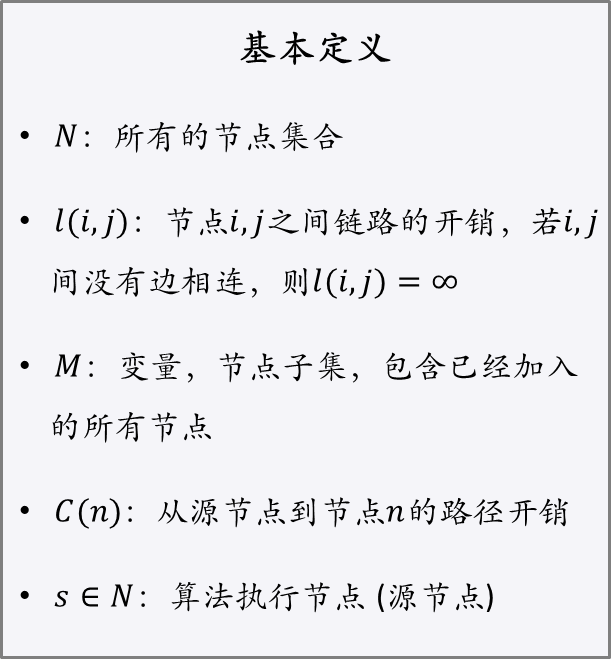 基本定义
• N：所有的节点集合
• l(i,j)：节点i,j之间链路的开销，若i,j
间没有边相连，则l(i,j) = ∞
• M：变量，节点子集，包含已经加入
的所有节点
• C(n)：从源节点到节点n的路径开销
• s ∈ N：算法执行节点 (源节点)